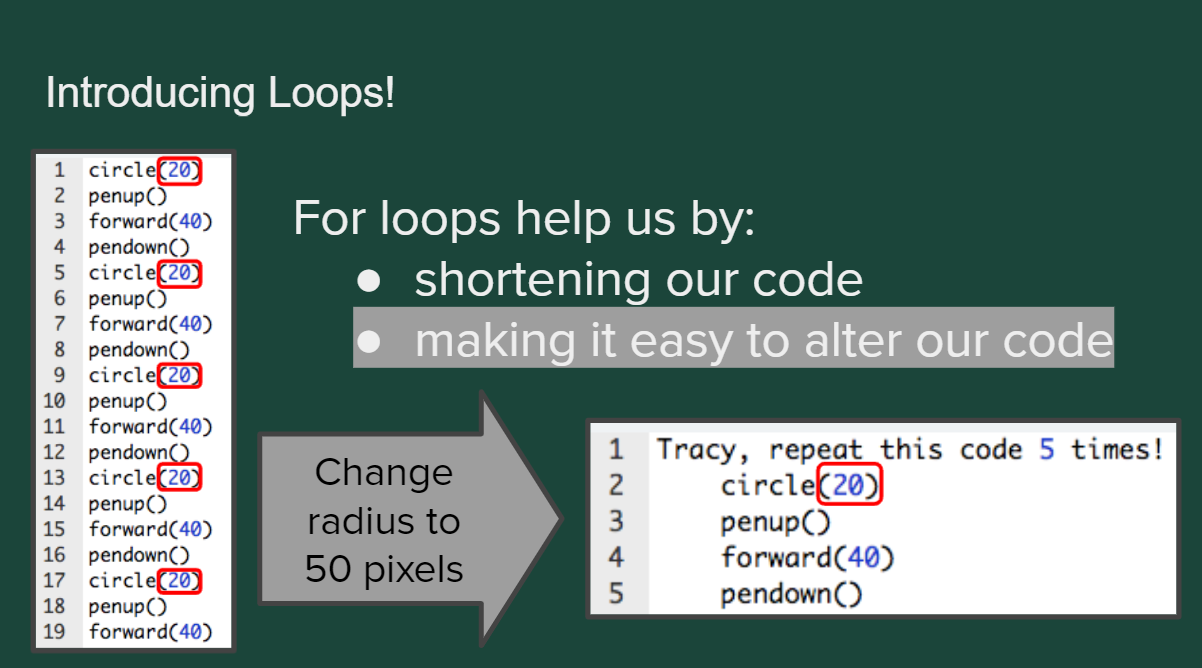 Introducing Loops!
1 circle(20)
2 penup()
3 forward(40)
4 pendown()
5 circle(20)
6 penup()
7 forward(40)
8 pendown()
9 circle(20)
10 penup()
11 forward(40)
12 pendown()
13 circle(20)
14 penup()
15 forward(40)
16 pendown()
17 circle(20)
18 penup()
19 forward(40)
For loops help us by:
● shortening our code
● making it easy to alter our code
Change
radius to
50 pixels
1 Tracy, repeat this code 5 times!
2 circle(20)
3 penup()
4 forward(40)
5 pendown()